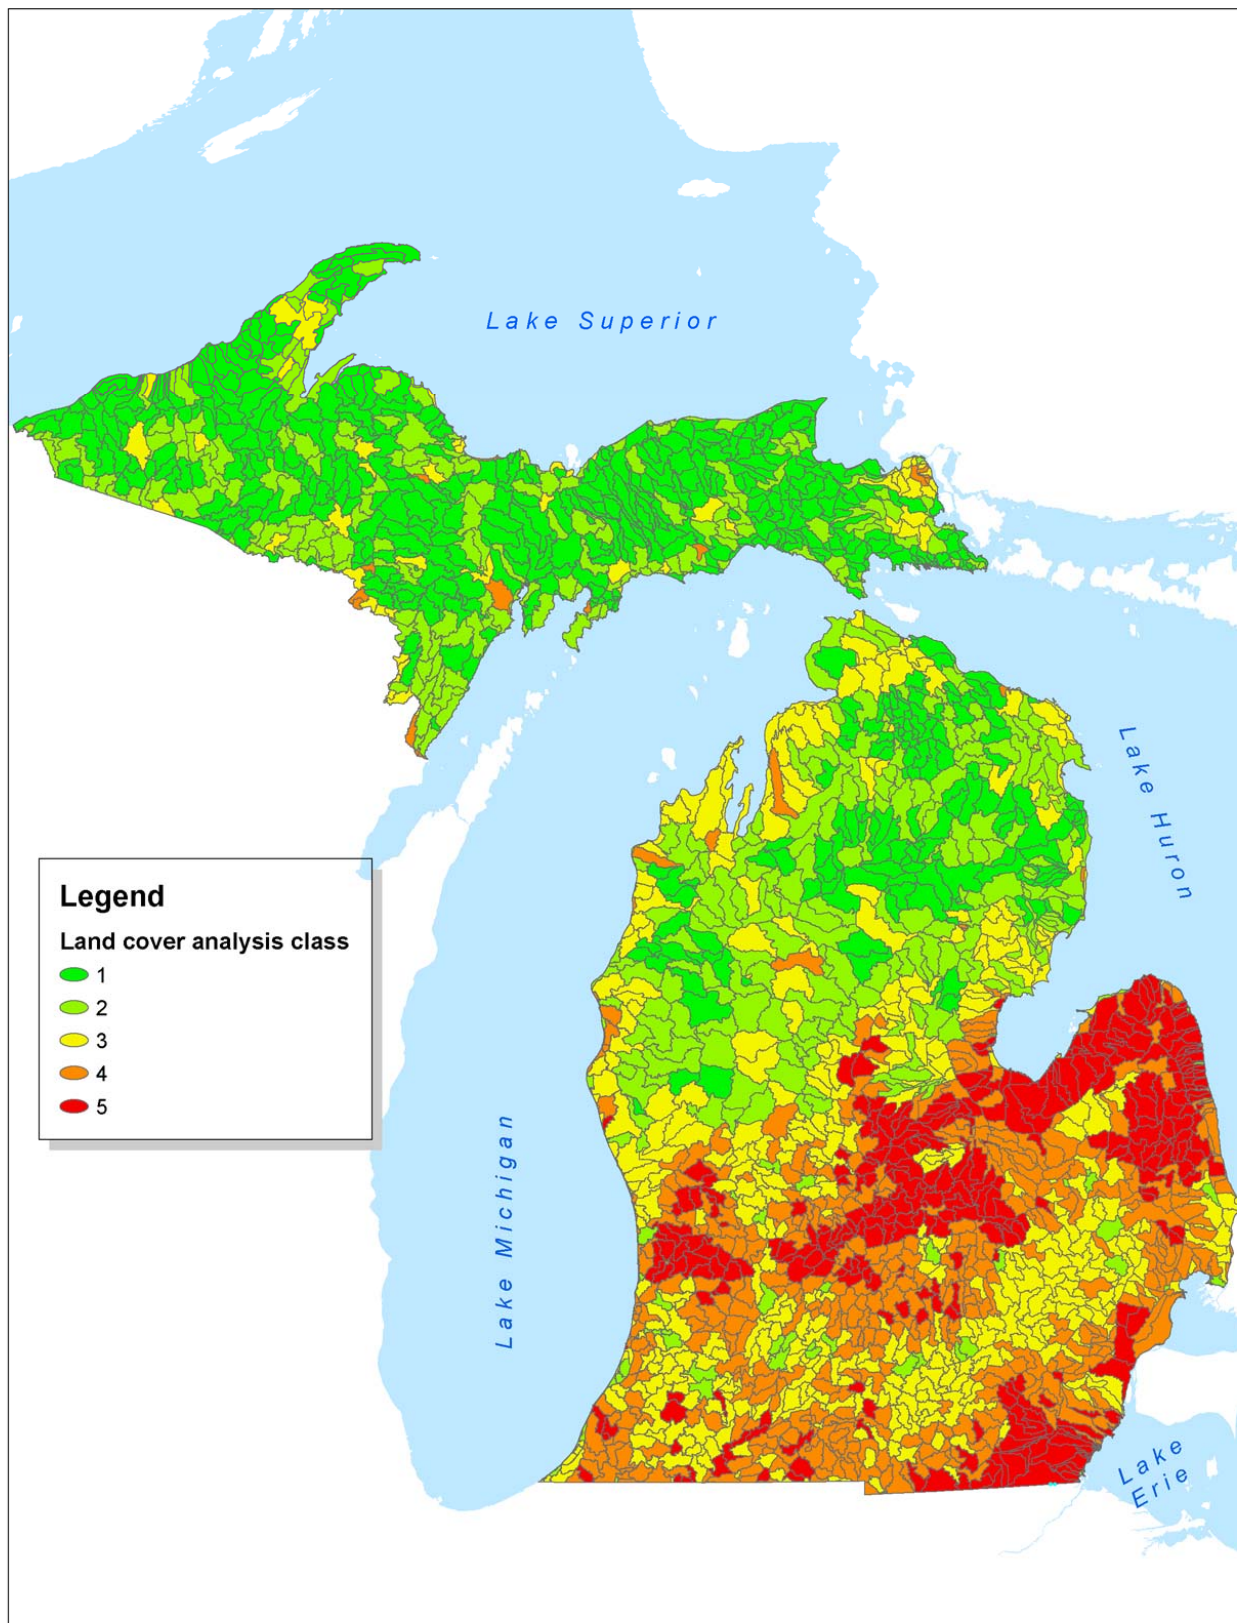 Lake Superior
Lake Huron
Legend
Land cover analysis class
1
2
3
4
5
Lake Michigan
Lake
Erie